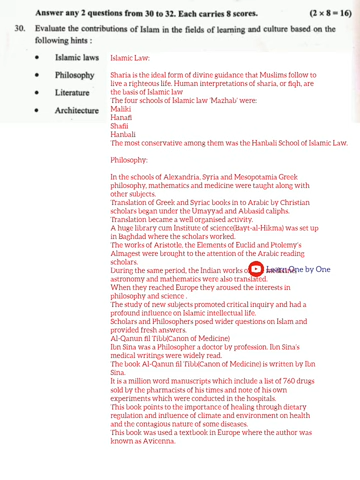 Answer any 2 questions from 30 to 32. Each carries 8 scores. (2 × 8 = 16)
30. Evaluate the contributions of Islam in the fields of learning and culture based on the
following hints :
• Islamic laws
• Philosophy
• Literature
• Architecture
Islamic Law:
Sharia is the ideal form of divine guidance that Muslims follow to
live a righteous life. Human interpretations of sharia, or fiqh, are
the basis of Islamic law
The four schools of Islamic law 'Mazhab' were:
Maliki
Hanafi
Shafii
Hanbali
The most conservative among them was the Hanbali School of Islamic Law.
Philosophy:
In the schools of Alexandria, Syria and Mesopotamia Greek
philosophy, mathematics and medicine were taught along with
other subjects.
Translation of Greek and Syriac books in to Arabic by Christian
scholars began under the Umayyad and Abbasid caliphs.
Translation became a well organised activity.
A huge library cum Institute of science(Bayt-al-Hikma) was set up
in Baghdad where the scholars worked.
The works of Aristotle, the Elements of Euclid and Ptolemy's
Almagest were brought to the attention of the Arabic reading
scholars.
During the same period, the Indian works on
astronomy and mathematics were also translated.
Learn One by One
When they reached Europe they aroused the interests in
philosophy and science .
The study of new subjects promoted critical inquiry and had a
profound influence on Islamic intellectual life.
Scholars and Philosophers posed wider questions on Islam and
provided fresh answers.
Al-Qanun fil Tibb(Canon of Medicine)
Ibn Sina was a Philosopher a doctor by profession. Ibn Sina's
medical writings were widely read.
The book Al-Qanun fil Tibb(Canon of Medicine) is written by Ibn
Sina.
It is a million word manuscripts which include a list of 760 drugs
sold by the pharmacists of his times and note of his own
experiments which were conducted in the hospitals.
This book points to the importance of healing through dietary
regulation and influence of climate and environment on health
and the contagious nature of some diseases.
This book was used a textbook in Europe where the author was
known as Avicenna.